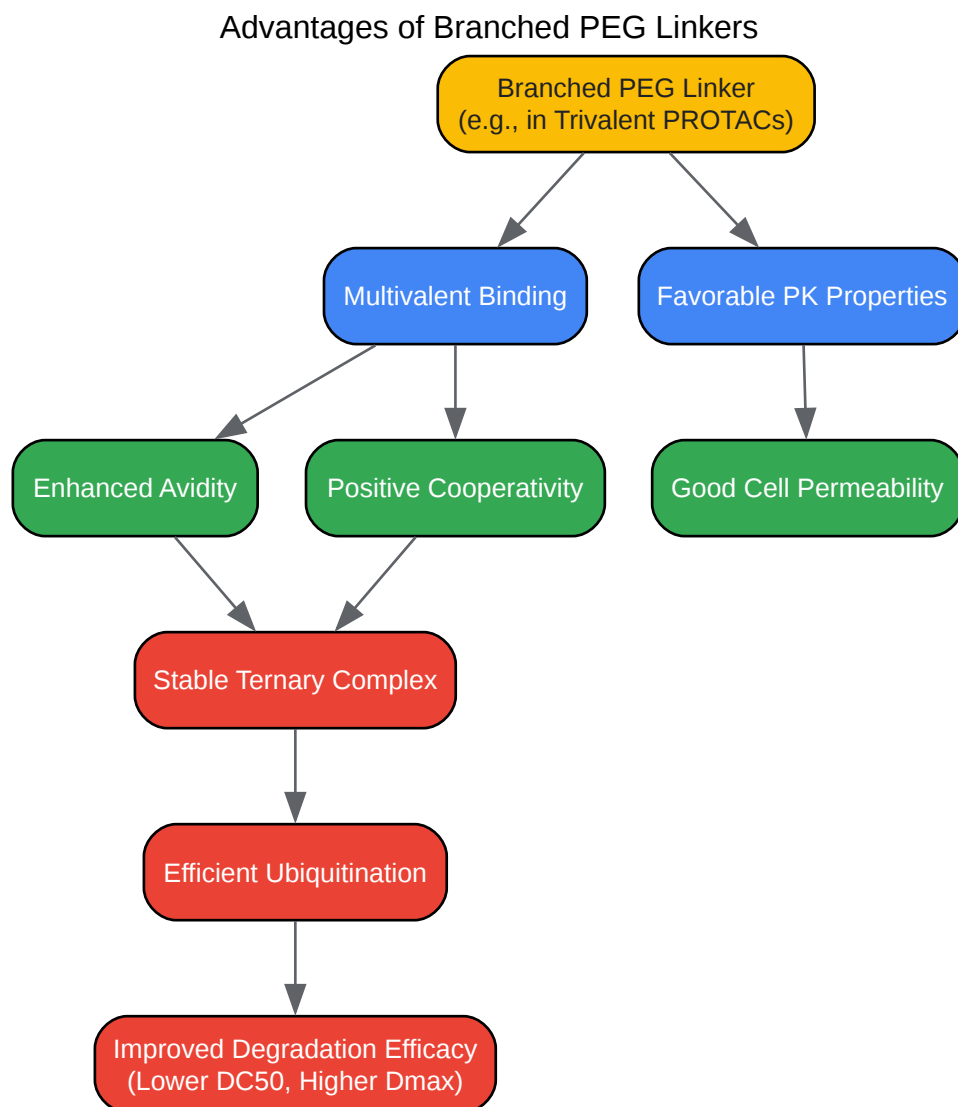 Advantages of Branched PEG Linkers
Branched PEG Linker
(e.g., in Trivalent PROTACs)
Multivalent Binding
Favorable PK Properties
Enhanced Avidity
Positive Cooperativity
Good Cell Permeability
Stable Ternary Complex
Efficient Ubiquitination
Improved Degradation Efficacy
(Lower DC50, Higher Dmax)